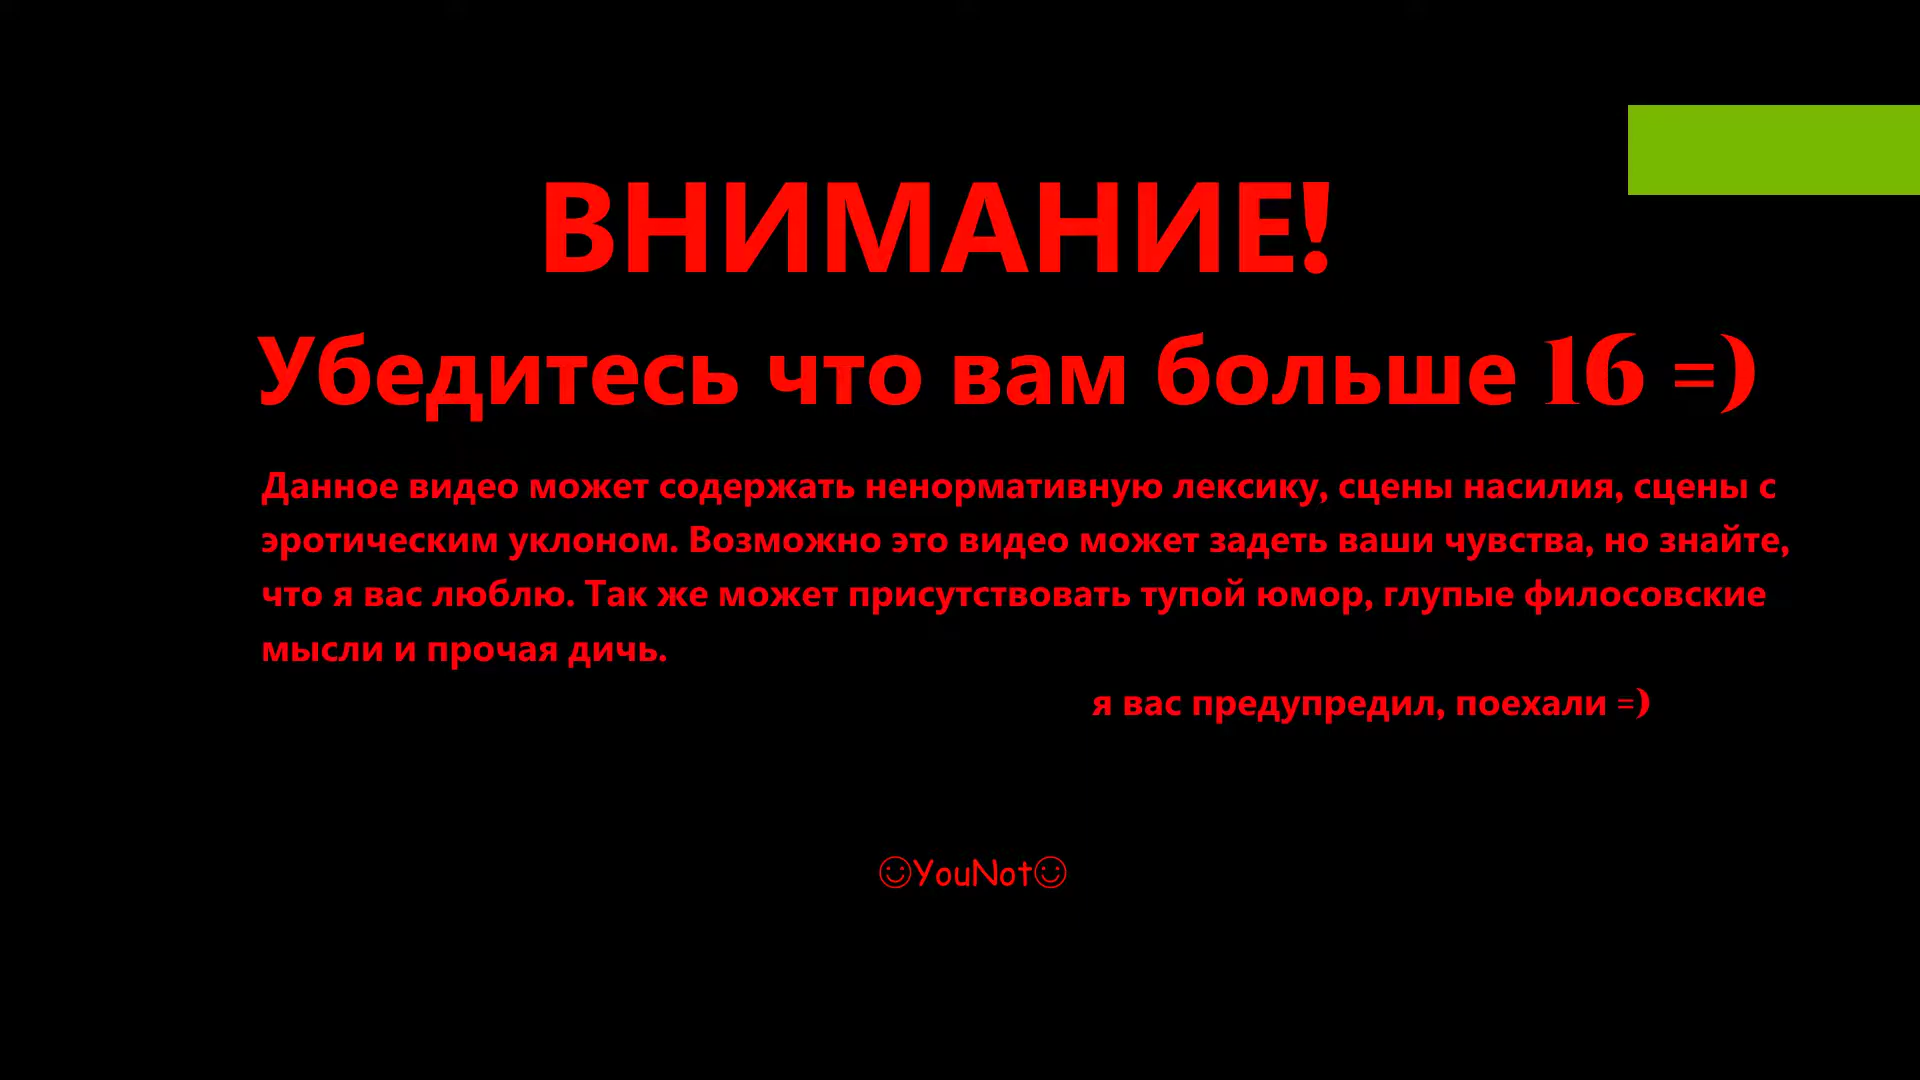 ВНИМАНИЕ!
Убедитесь что вам больше 16 =)
Данное видео может содержать ненормативную лексику, сцены насилия, сцены с
эротическим уклоном. Возможно это видео может задеть ваши чувства, но знайте,
что я вас люблю. Так же может присутствовать тупой юмор, глупые филосовские
мысли и прочая дичь.
я вас предупредил, поехали =)
☺YouNot☺